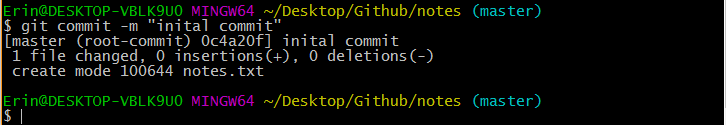 Erin@DESKTOP-VBLK9U0 MINGW64 ~/Desktop/Github/notes (master)
$ git commit -m "inital commit"
[master (root-commit) 0c4a20f] inital commit
 1 file changed, 0 insertions(+), 0 deletions(-)
 create mode 100644 notes.txt

Erin@DESKTOP-VBLK9U0 MINGW64 ~/Desktop/Github/notes (master)
$